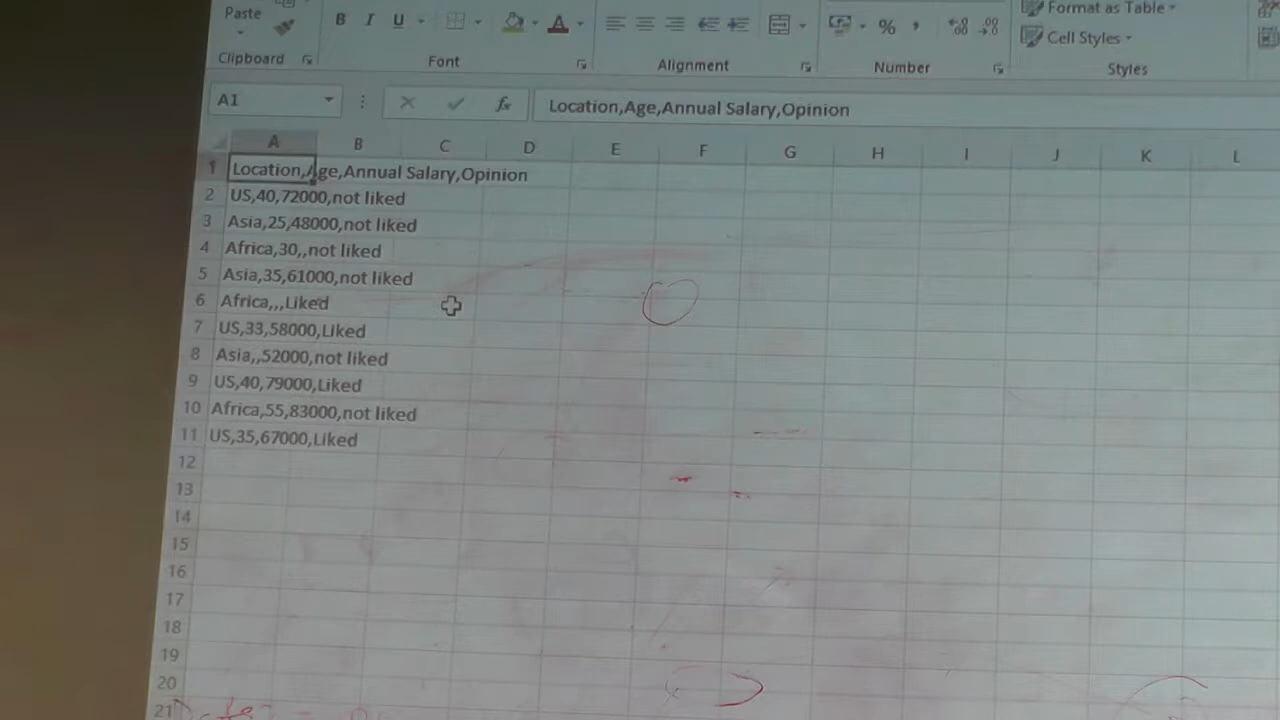 Paste
B I U A
% ,
Format as Table
Cell Styles
Clipboard Font Alignment Number Styles
A1 fx Location,Age,Annual Salary,Opinion
A B C D E F G H I J K L
1 Location,Age,Annual Salary,Opinion
2 US,40,72000,not liked
3 Asia,25,48000,not liked
4 Africa,30,,not liked
5 Asia,35,61000,not liked
6 Africa,,,Liked
7 US,33,58000,Liked
8 Asia,,52000,not liked
9 US,40,79000,Liked
10 Africa,55,83000,not liked
11 US,35,67000,Liked
12
13
14
15
16
17
18
19
20
21